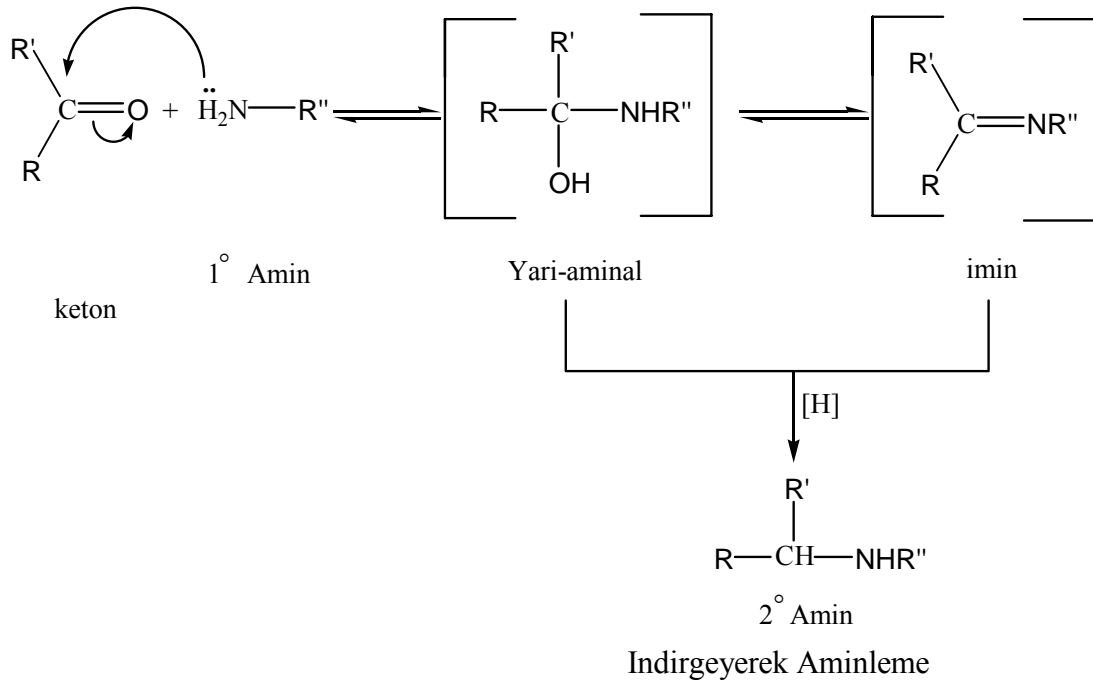 R'
C=O + H₂N—R" 
R
R'
R—C—NHR"
OH
R'
C=NR"
R
1° Amin
keton
Yari-aminal
imin
[H]
R'
R—CH—NHR"
2° Amin
Indirgeyerek Aminleme